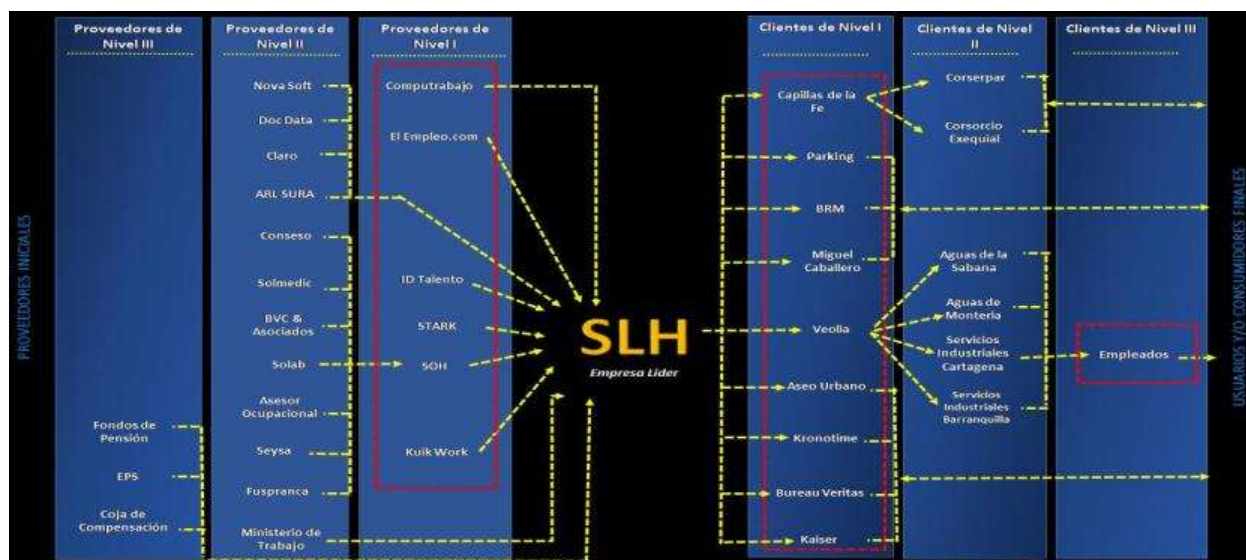 Proveedores de
Nivel III
Proveedores de
Nivel II
Proveedores de
Nivel I
Clientes de Nivel I
Clientes de Nivel
II
Clientes de Nivel III
PROVEEDORES INICIALES
Fondos de
Pensión
EPS
Coja de
Compensación
Nova Soft
Doc Data
Claro
ARL SURA
Conseso
Solmedic
BVC &
Asociados
Solab
Asesor
Ocupacional
Seysa
Fuspranca
Ministerio de
Trabajo
Computrabajo
El Empleo.com
ID Talento
STARK
SOH
Kuik Work
SLH
Empresa Lider
Capillas de la
Fe
Parking
BRM
Miguel
Caballero
Veolia
Aseo Urbano
Kronotime
Bureau Veritas
Kaiser
Corserpar
Consorcio
Exequial
Aguas de la
Sabana
Aguas de
Monteria
Servicios
Industriales
Cartagena
Servicios
Industriales
Barranquilla
Empleados
USUARIOS Y/O CONSUMIDORES FINALES